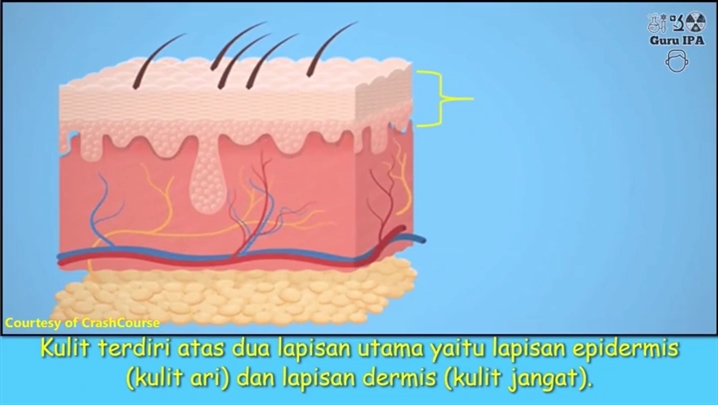 Guru IPA
Courtesy of CrashCourse
Kulit terdiri atas dua lapisan utama yaitu lapisan epidermis
(kulit ari) dan lapisan dermis (kulit jangat).